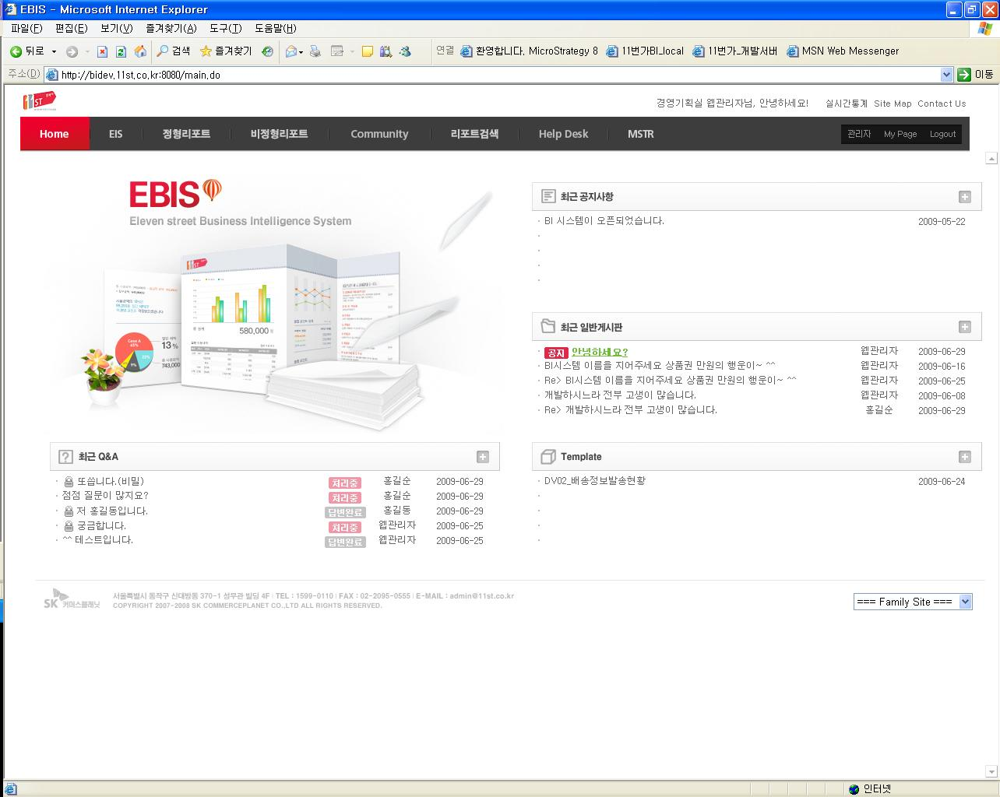 EBIS - Microsoft Internet Explorer
파일(F) 편집(E) 보기(V) 즐겨찾기(A) 도구(T) 도움말(H)
뒤로 검색 즐겨찾기 연결 환영합니다. MicroStrategy 8 11번가BI_local 11번가_개발서버 MSN Web Messenger
주소(D) http://bidev.11st.co.kr:8080/main.do 이동
11ST
경영기획실 웹관리자님, 안녕하세요! 실시간통계 Site Map Contact Us
Home EIS 정형리포트 비정형리포트 Community 리포트검색 Help Desk MSTR 관리자 My Page Logout
EBIS
Eleven street Business Intelligence System
580,000
Case A
45%
22%
9%
13%
743,000
최근 공지사항
BI 시스템이 오픈되었습니다. 2009-05-22
최근 일반게시판
공지 안녕하세요? 웹관리자 2009-06-29
BI시스템 이름을 지어주세요 상품권 만원의 행운이~ ^^ 웹관리자 2009-06-16
Re> BI시스템 이름을 지어주세요 상품권 만원의 행운이~ ^^ 웹관리자 2009-06-25
개발하시느라 전부 고생이 많습니다. 웹관리자 2009-06-08
Re> 개발하시느라 전부 고생이 많습니다. 홍길순 2009-06-29
최근 Q&A
또씁니다.(비밀) 처리중 홍길순 2009-06-29
점점 질문이 많지요? 처리중 홍길순 2009-06-29
저 홍길동입니다. 답변완료 홍길동 2009-06-29
궁금합니다. 처리중 웹관리자 2009-06-25
^^ 테스트입니다. 답변완료 웹관리자 2009-06-25
Template
DV02_배송정보발송현황 2009-06-24
SK 커머스플래닛
서울특별시 동작구 신대방동 370-1 성무관 빌딩 4F | TEL : 1599-0110 | FAX : 02-2095-0555 | E-MAIL : admin@11st.co.kr
COPYRIGHT 2007-2008 SK COMMERCEPLANET CO.,LTD ALL RIGHTS RESERVED.
=== Family Site ===
인터넷